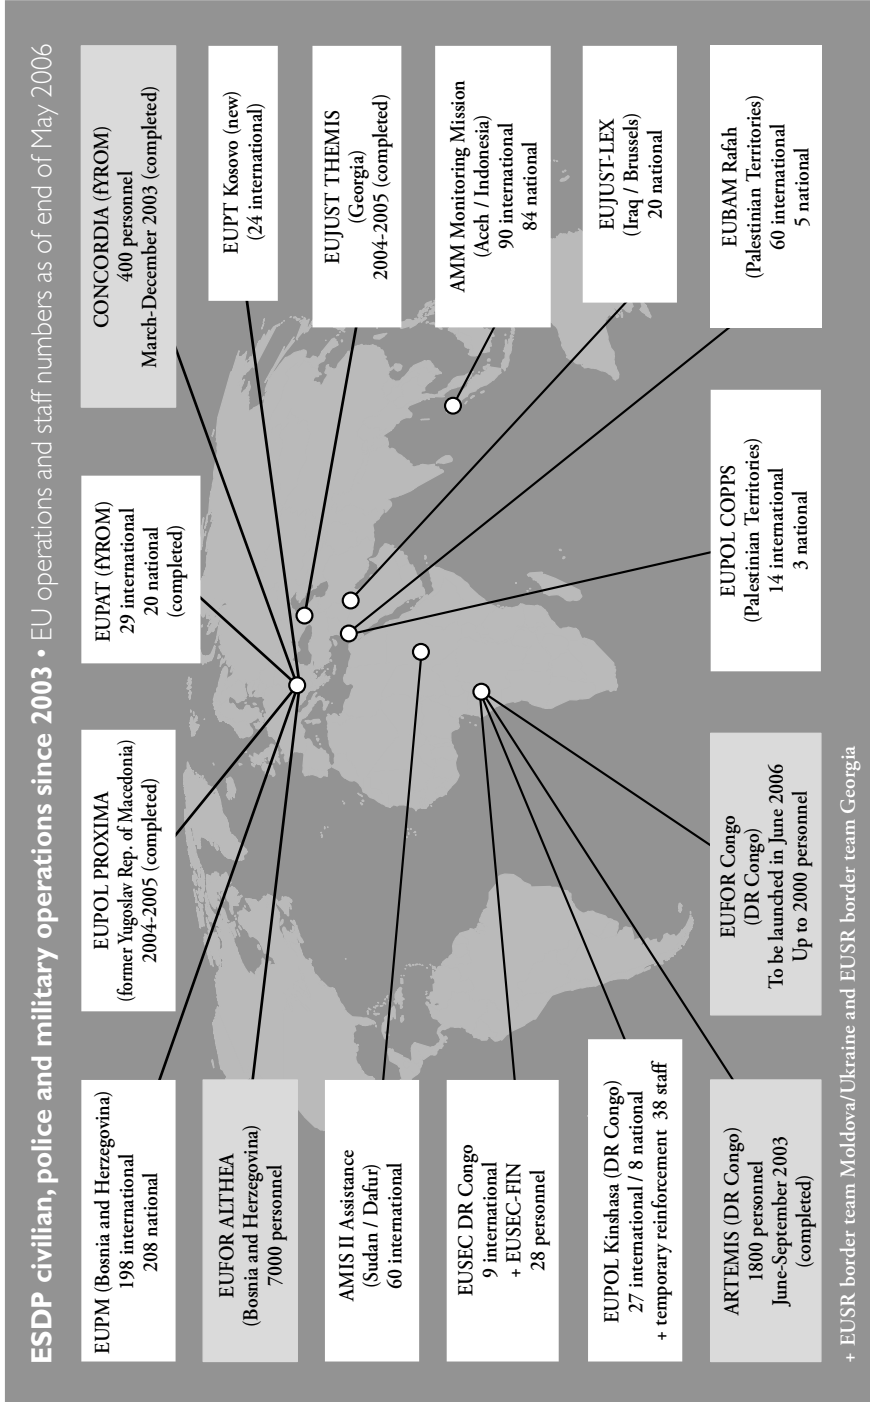 ESDP civilian, police and military operations since 2003 • EU operations and staff numbers as of end of May 2006
EUPM (Bosnia and Herzegovina)
198 international
208 national
EUPOL PROXIMA
(former Yugoslav Rep. of Macedonia)
2004-2005 (completed)
EUPAT (fYROM)
29 international
20 national
(completed)
CONCORDIA (fYROM)
400 personnel
March-December 2003 (completed)
EUFOR ALTHEA
(Bosnia and Herzegovina)
7000 personnel
EUPT Kosovo (new)
(24 international)
AMIS II Assistance
(Sudan / Dafur)
60 international
EUJUST THEMIS
(Georgia)
2004-2005 (completed)
EUSEC DR Congo
9 international
+ EUSEC-FIN
28 personnel
AMM Monitoring Mission
(Aceh / Indonesia)
90 international
84 national
EUPOL Kinshasa (DR Congo)
27 international / 8 national
+ temporary reinforcement 38 staff
EUJUST-LEX
(Iraq / Brussels)
20 national
ARTEMIS (DR Congo)
1800 personnel
June-September 2003
(completed)
EUFOR Congo
(DR Congo)
To be launched in June 2006
Up to 2000 personnel
EUPOL COPPS
(Palestinian Territories)
14 international
3 national
EUBAM Rafah
(Palestinian Territories)
60 international
5 national
+ EUSR border team Moldova/Ukraine and EUSR border team Georgia